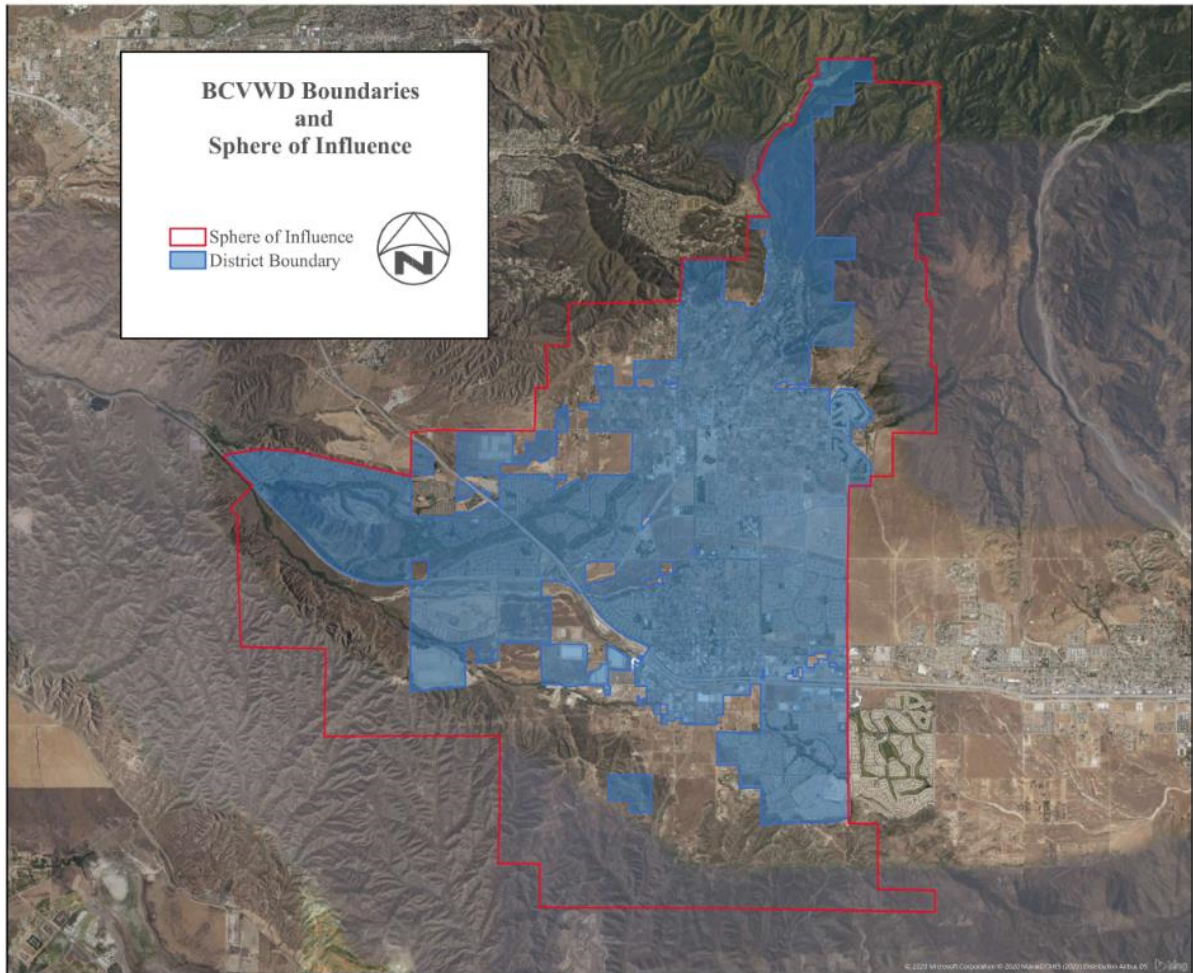 BCVWD Boundaries
and
Sphere of Influence
Sphere of Influence
District Boundary
N